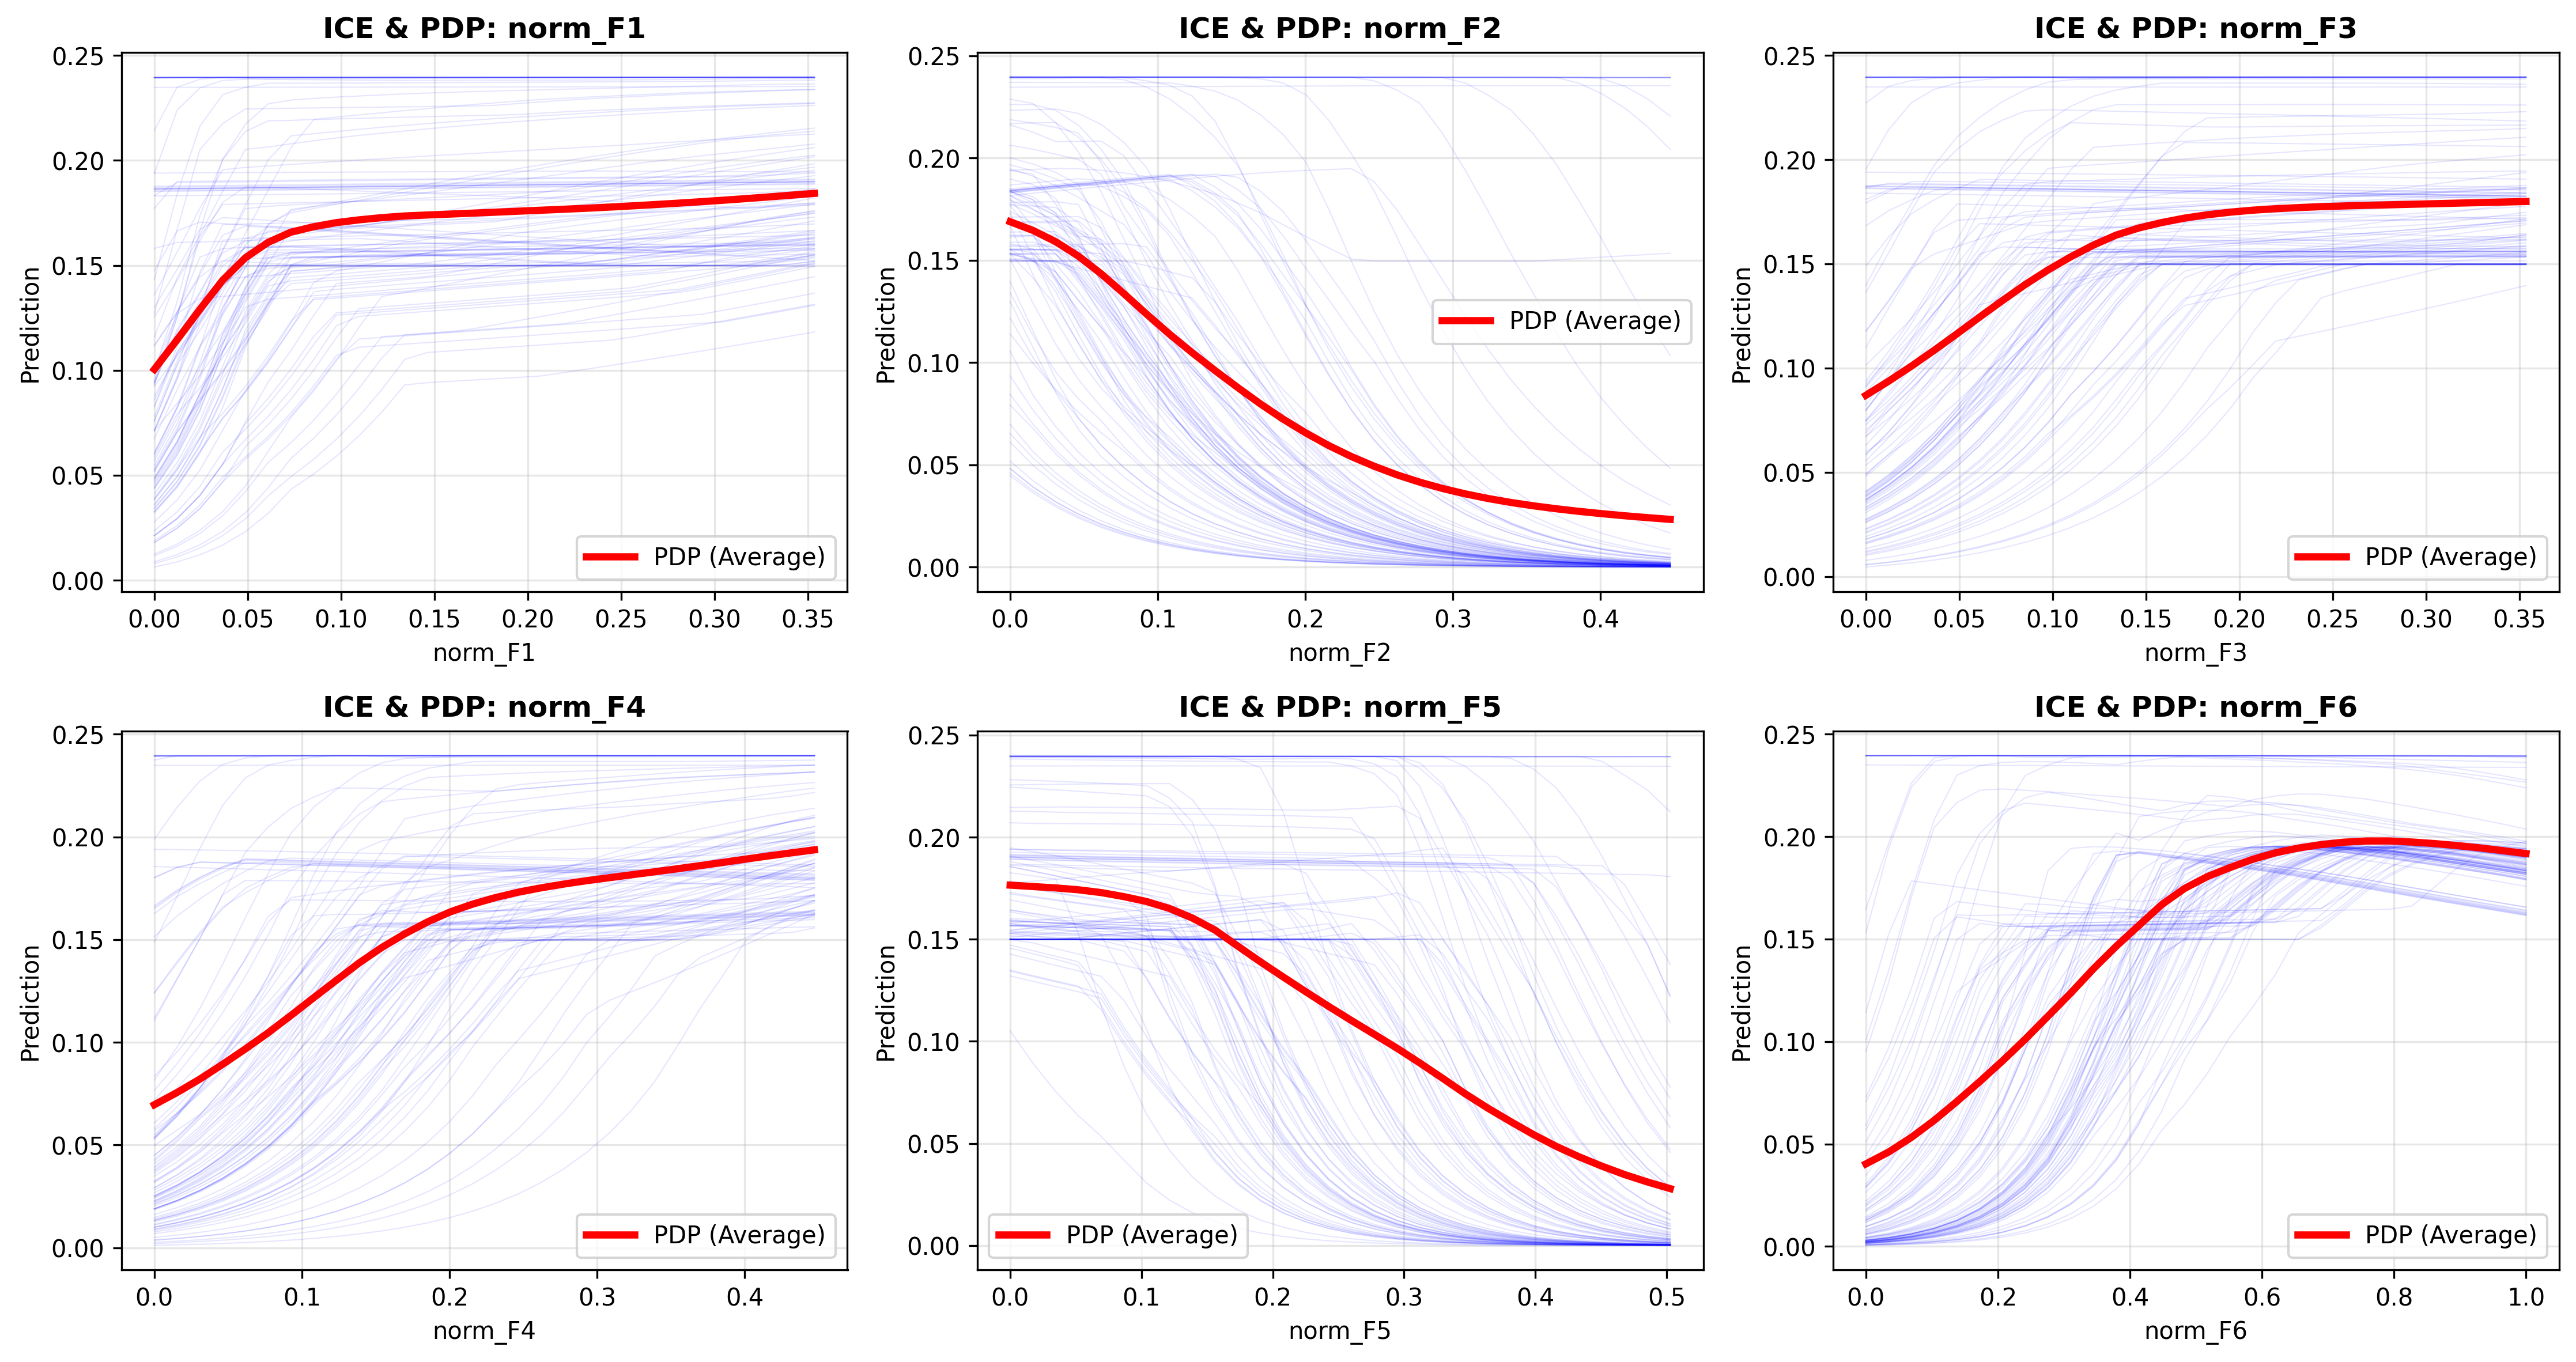 ICE & PDP: norm_F1
0.25
0.20
0.15
0.10
0.05
0.00
Prediction
PDP (Average)
0.00 0.05 0.10 0.15 0.20 0.25 0.30 0.35
norm_F1
ICE & PDP: norm_F2
0.25
0.20
0.15
0.10
0.05
0.00
Prediction
PDP (Average)
0.0 0.1 0.2 0.3 0.4
norm_F2
ICE & PDP: norm_F3
0.25
0.20
0.15
0.10
0.05
0.00
Prediction
PDP (Average)
0.00 0.05 0.10 0.15 0.20 0.25 0.30 0.35
norm_F3
ICE & PDP: norm_F4
0.25
0.20
0.15
0.10
0.05
0.00
Prediction
PDP (Average)
0.0 0.1 0.2 0.3 0.4
norm_F4
ICE & PDP: norm_F5
0.25
0.20
0.15
0.10
0.05
0.00
Prediction
PDP (Average)
0.0 0.1 0.2 0.3 0.4 0.5
norm_F5
ICE & PDP: norm_F6
0.25
0.20
0.15
0.10
0.05
0.00
Prediction
PDP (Average)
0.0 0.2 0.4 0.6 0.8 1.0
norm_F6